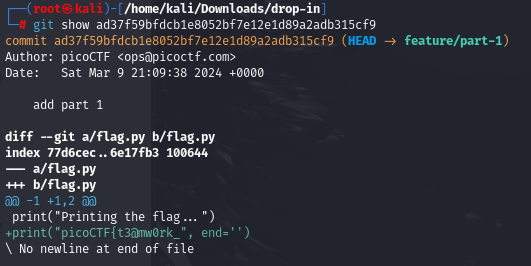 ┌──(root㉿kali)-[/home/kali/Downloads/drop-in]
└─# git show ad37f59bfdcb1e8052bf7e12e1d89a2adb315cf9
commit ad37f59bfdcb1e8052bf7e12e1d89a2adb315cf9 (HEAD → feature/part-1)
Author: picoCTF <ops@picoctf.com>
Date:   Sat Mar 9 21:09:38 2024 +0000

    add part 1

diff --git a/flag.py b/flag.py
index 77d6cec..6e17fb3 100644
--- a/flag.py
+++ b/flag.py
@@ -1 +1,2 @@
 print("Printing the flag...")
+print("picoCTF{t3@mw0rk_", end='')
\ No newline at end of file